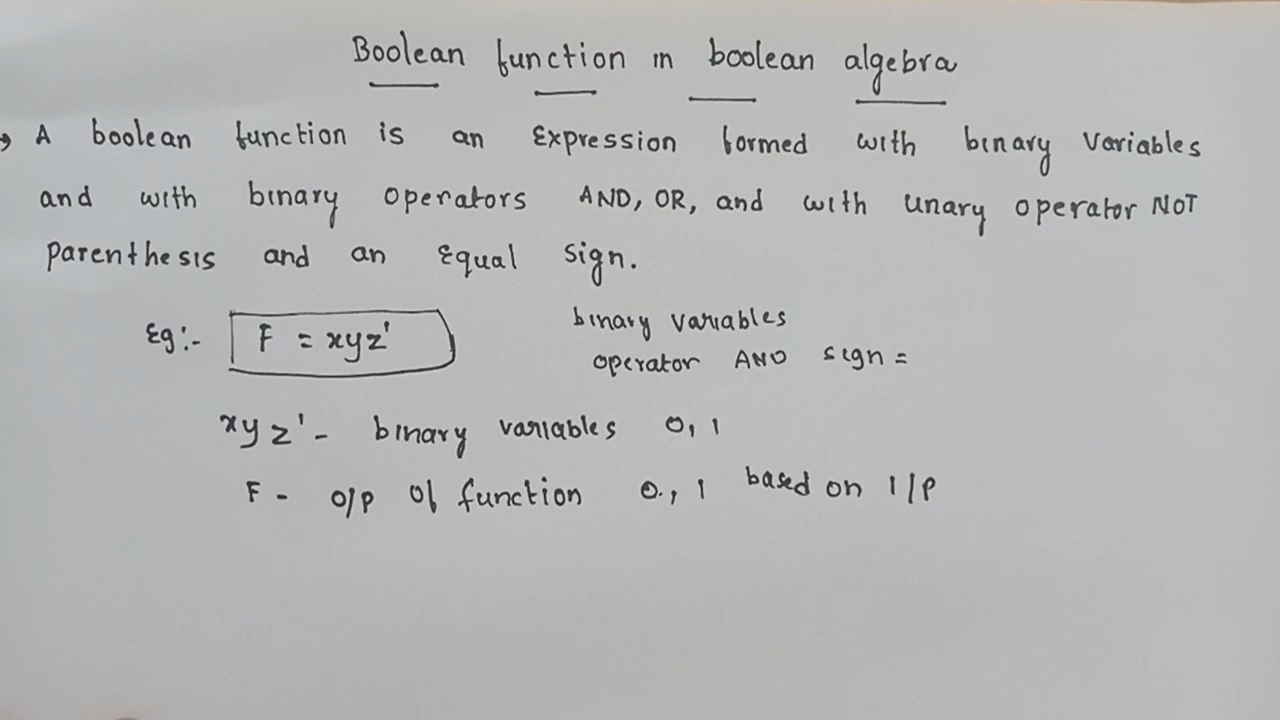 Boolean function in boolean algebra
→ A boolean function is an Expression formed with binary Variables
and with binary operators AND, OR, and with unary operator NOT
parenthesis and an Equal sign.
Eg:- F = xyz'
binary variables
operator AND sign =
xyz' - binary variables 0, 1
F - o/p of function 0, 1 based on I/P